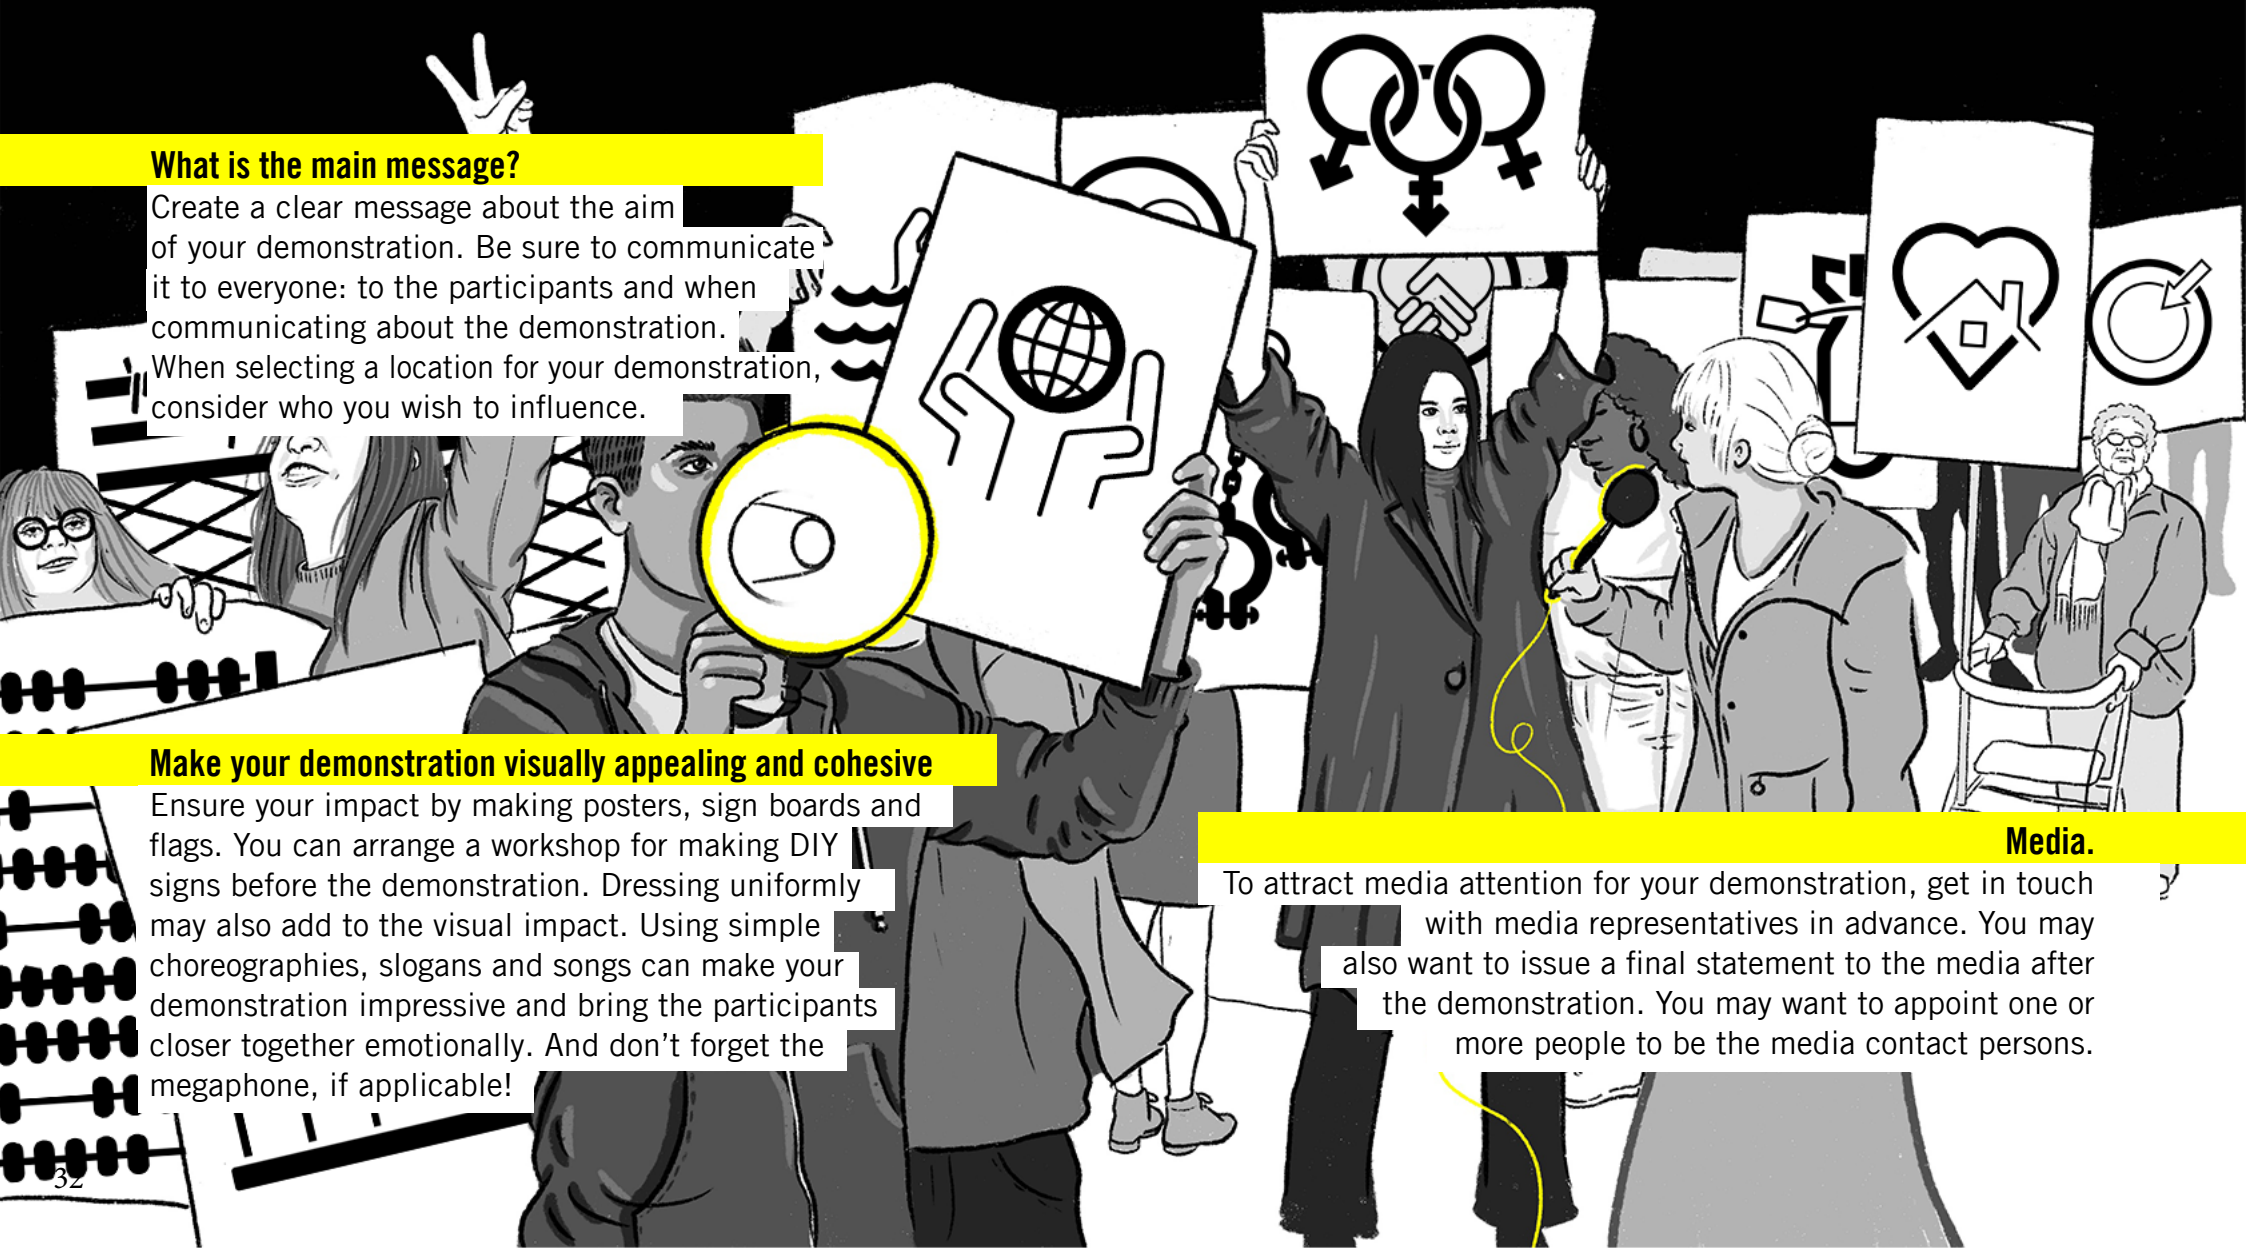 What is the main message?
Create a clear message about the aim
of your demonstration. Be sure to communicate
it to everyone: to the participants and when
communicating about the demonstration.
When selecting a location for your demonstration,
consider who you wish to influence.
Make your demonstration visually appealing and cohesive
Ensure your impact by making posters, sign boards and
flags. You can arrange a workshop for making DIY
signs before the demonstration. Dressing uniformly
may also add to the visual impact. Using simple
choreographies, slogans and songs can make your
demonstration impressive and bring the participants
closer together emotionally. And don’t forget the
megaphone, if applicable!
Media.
To attract media attention for your demonstration, get in touch
with media representatives in advance. You may
also want to issue a final statement to the media after
the demonstration. You may want to appoint one or
more people to be the media contact persons.
32